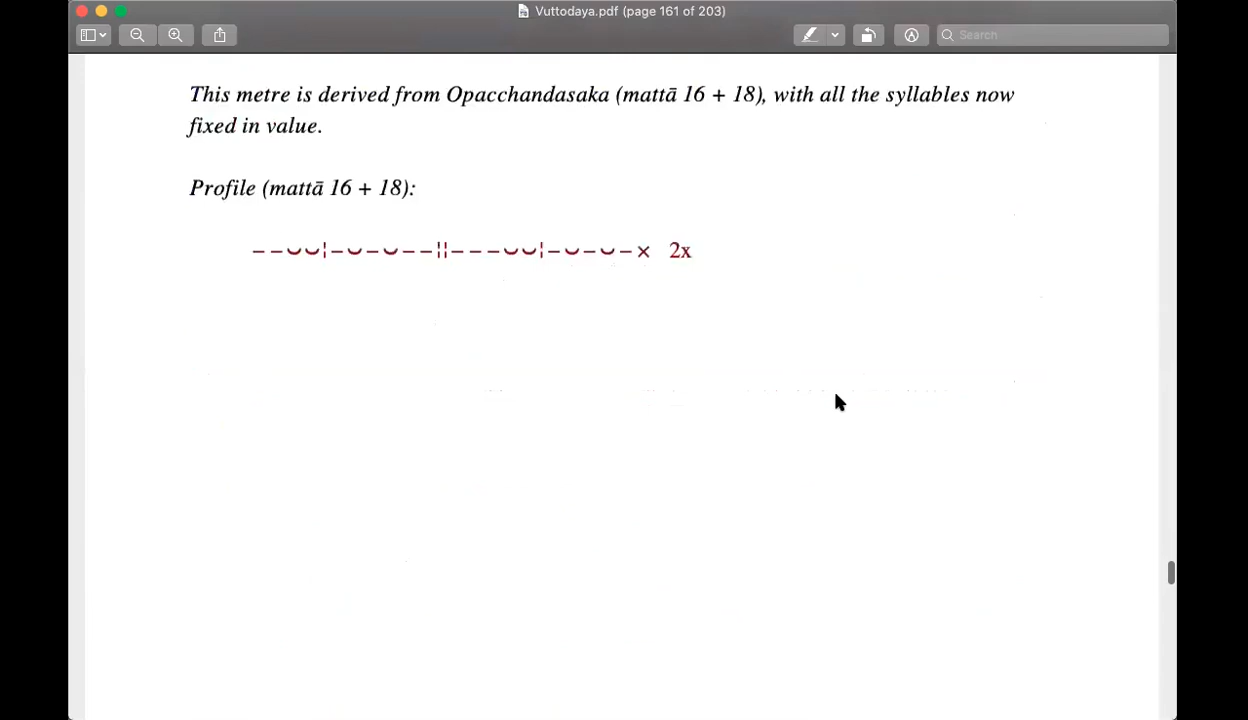 Vuttodaya.pdf (page 161 of 203)
Search
This metre is derived from Opacchandasaka (mattā 16 + 18), with all the syllables now
fixed in value.
Profile (mattā 16 + 18):
−−⏑⏑¦−⏑−⏑−−¦¦−−−⏑⏑¦−⏑−⏑−× 2x